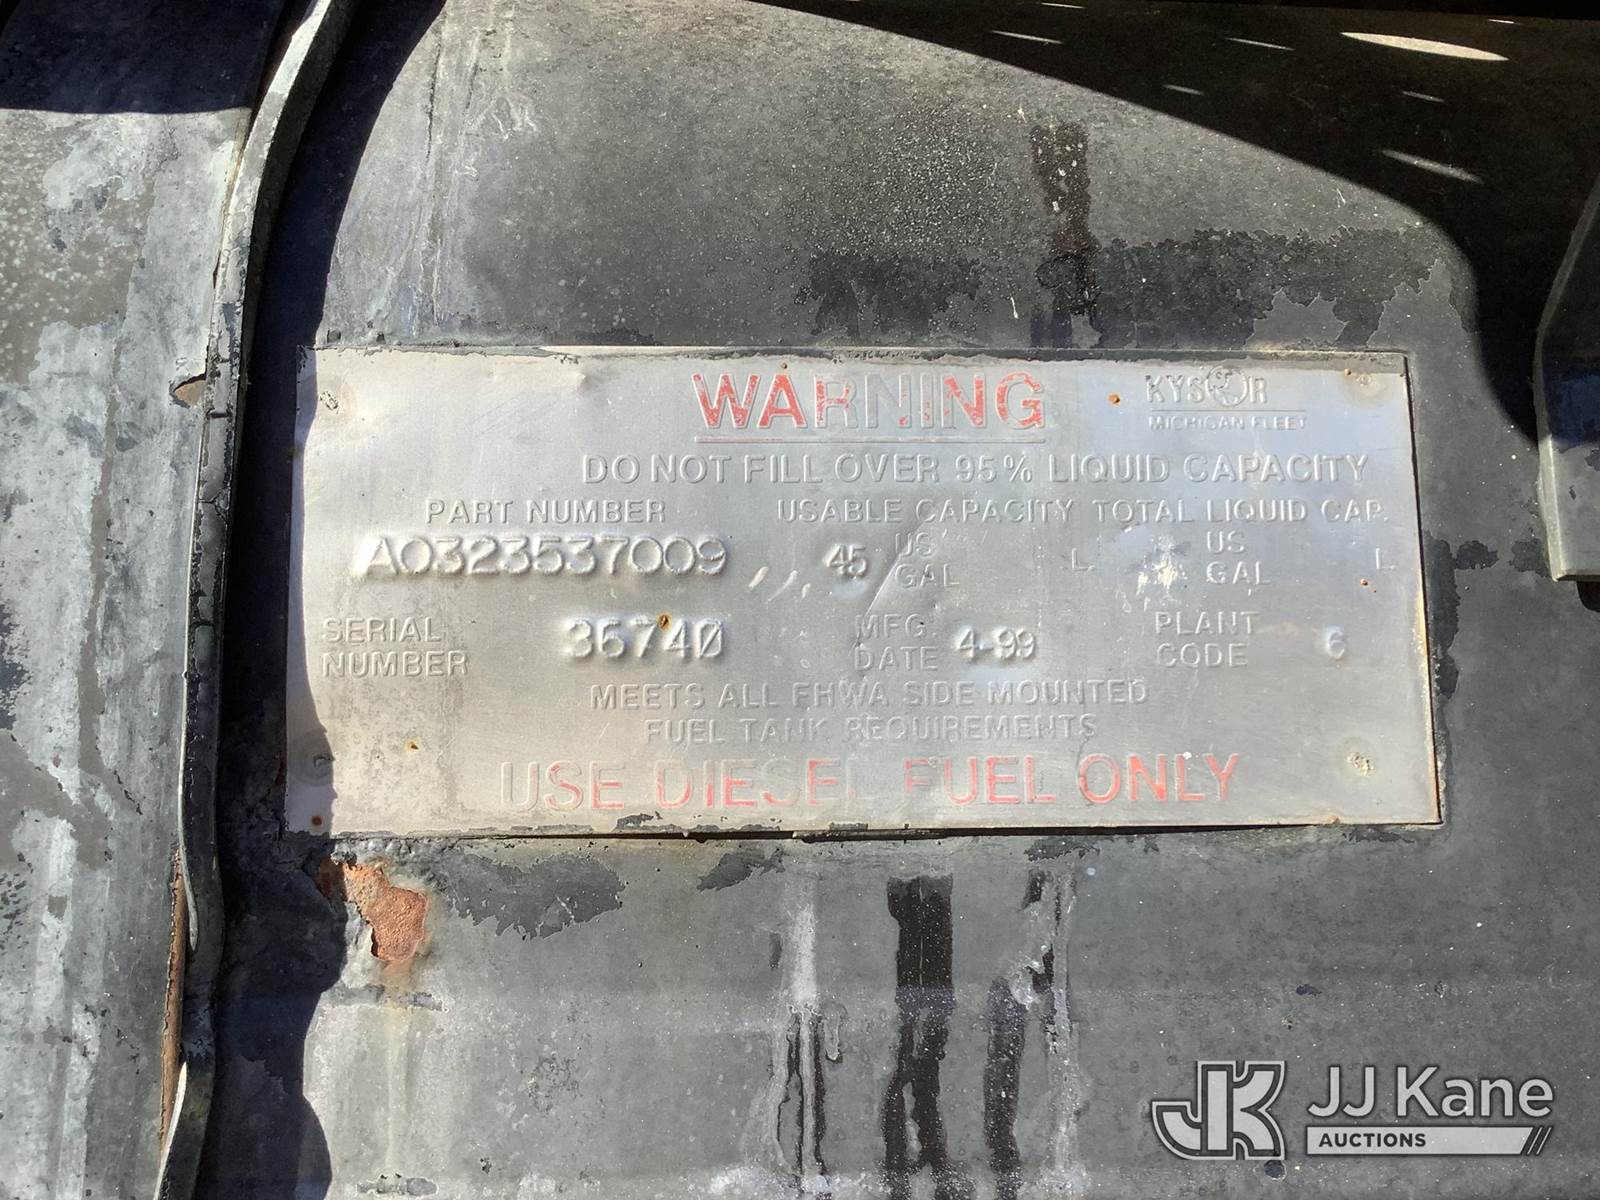 WARNING
KYSOR
MICHIGAN FLEET
DO NOT FILL OVER 95% LIQUID CAPACITY
PART NUMBER USABLE CAPACITY TOTAL LIQUID CAP.
A0323537009 45 US GAL L US GAL L
SERIAL NUMBER 36740 MFG. DATE 4-99 PLANT CODE 6
MEETS ALL FHWA SIDE MOUNTED
FUEL TANK REQUIREMENTS
USE DIESEL FUEL ONLY
JK JJ Kane
AUCTIONS